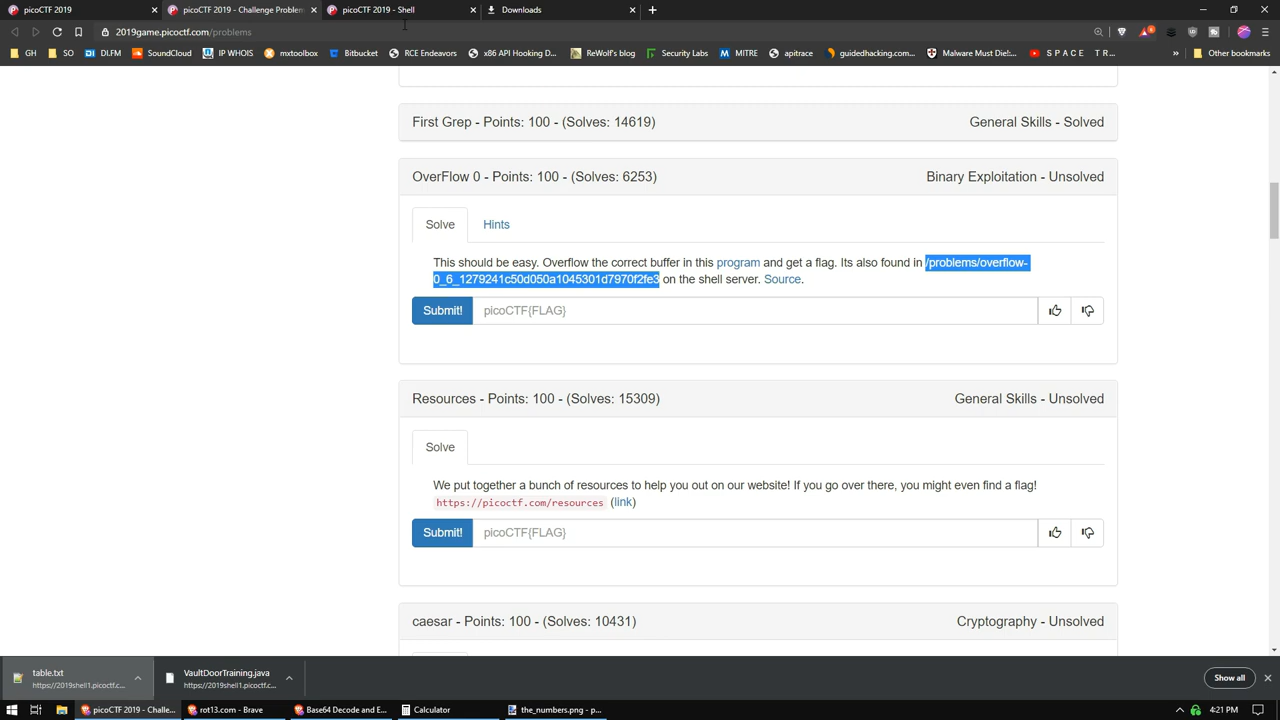 picoCTF 2019
picoCTF 2019 - Challenge Problem
picoCTF 2019 - Shell
Downloads
2019game.picoctf.com/problems
GH
SO
DLFM
SoundCloud
IP WHOIS
mxtoolbox
Bitbucket
RCE Endeavors
x86 API Hooking D...
ReWolf's blog
Security Labs
MITRE
apitrace
guidedhacking.com...
Malware Must Die!...
S P A C E T R...
»
Other bookmarks
First Grep - Points: 100 - (Solves: 14619)
General Skills - Solved
OverFlow 0 - Points: 100 - (Solves: 6253)
Binary Exploitation - Unsolved
Solve
Hints
This should be easy. Overflow the correct buffer in this program and get a flag. Its also found in /problems/overflow-
0_6_1279241c50d050a1045301d7970f2fe3 on the shell server. Source.
Submit!
picoCTF{FLAG}
Resources - Points: 100 - (Solves: 15309)
General Skills - Unsolved
Solve
We put together a bunch of resources to help you out on our website! If you go over there, you might even find a flag!
https://picoctf.com/resources (link)
Submit!
picoCTF{FLAG}
caesar - Points: 100 - (Solves: 10431)
Cryptography - Unsolved
table.txt
https://2019shell1.picoctf.c...
VaultDoorTraining.java
https://2019shell1.picoctf.c...
Show all
picoCTF 2019 - Challe...
rot13.com - Brave
Base64 Decode and E...
Calculator
the_numbers.png - p...
4:21 PM